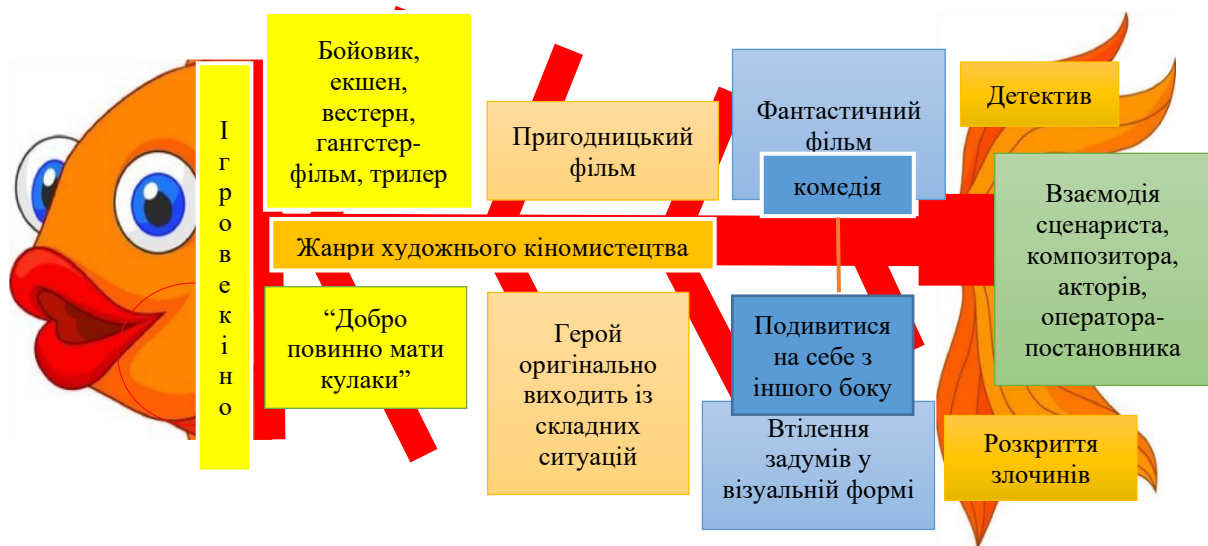 Ігрове кіно
Бойовик,
екшен,
вестерн,
гангстер-
фільм, трилер
Пригодницький
фільм
Фантастичний
фільм
комедія
Детектив
Жанри художнього кіномистецтва
Взаємодія
сценариста,
композитора,
акторів,
оператора-
постановника
“Добро
повинно мати
кулаки”
Герой
оригінально
виходить із
складних
ситуацій
Подивитися
на себе з
іншого боку
Втілення
задумів у
візуальній формі
Розкриття
злочинів